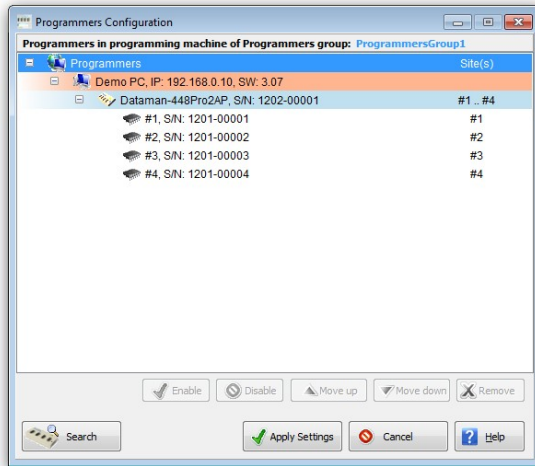 Programmers Configuration
Programmers in programming machine of Programmers group: ProgrammersGroup1
Programmers Site(s)
Demo PC, IP: 192.168.0.10, SW: 3.07
Dataman-448Pro2AP, S/N: 1202-00001 #1 .. #4
#1, S/N: 1201-00001 #1
#2, S/N: 1201-00002 #2
#3, S/N: 1201-00003 #3
#4, S/N: 1201-00004 #4
Enable Disable Move up Move down Remove
Search Apply Settings Cancel Help